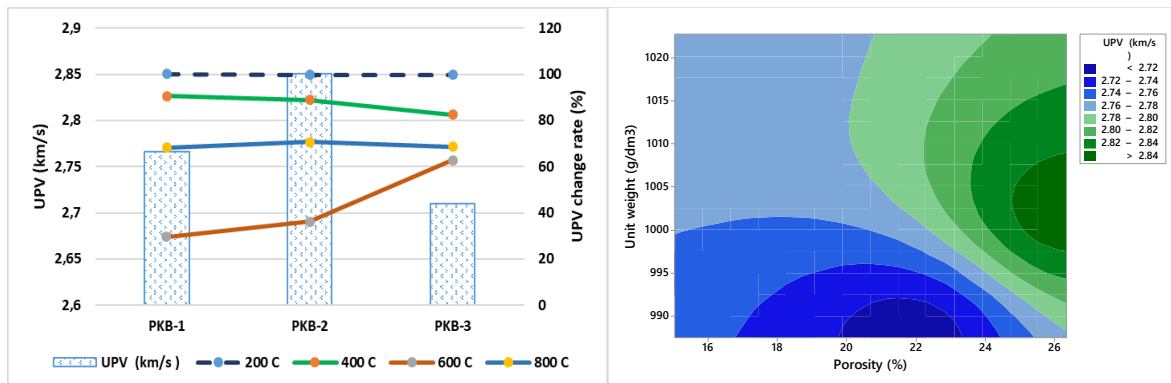 2,9
2,85
2,8
2,75
2,7
2,65
2,6
UPV (km/s)
120
100
80
60
40
20
0
UPV change rate (%)
PKB-1 PKB-2 PKB-3
UPV (km/s) 200 C 400 C 600 C 800 C
1020
1015
1010
1005
1000
995
990
Unit weight (g/dm3)
16 18 20 22 24 26
Porosity (%)
UPV (km/s
)
< 2.72
2.72 – 2.74
2.74 – 2.76
2.76 – 2.78
2.78 – 2.80
2.80 – 2.82
2.82 – 2.84
> 2.84